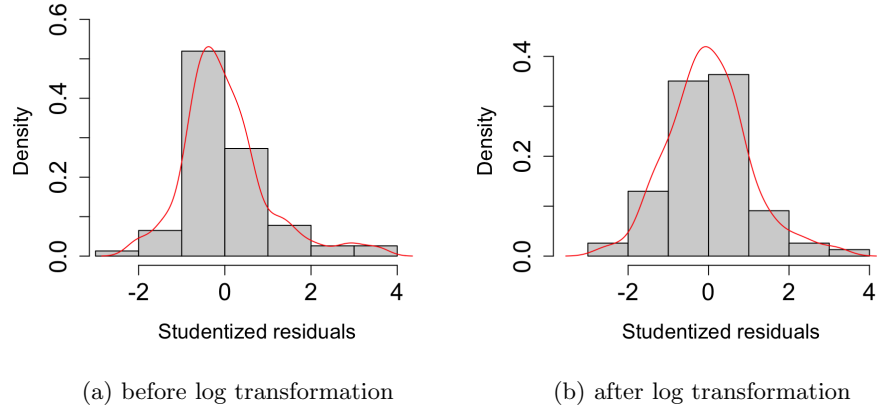 0.6
0.4
0.2
0.0
Density
-2 0 2 4
Studentized residuals
(a) before log transformation
0.4
0.2
0.0
Density
-2 0 2 4
Studentized residuals
(b) after log transformation